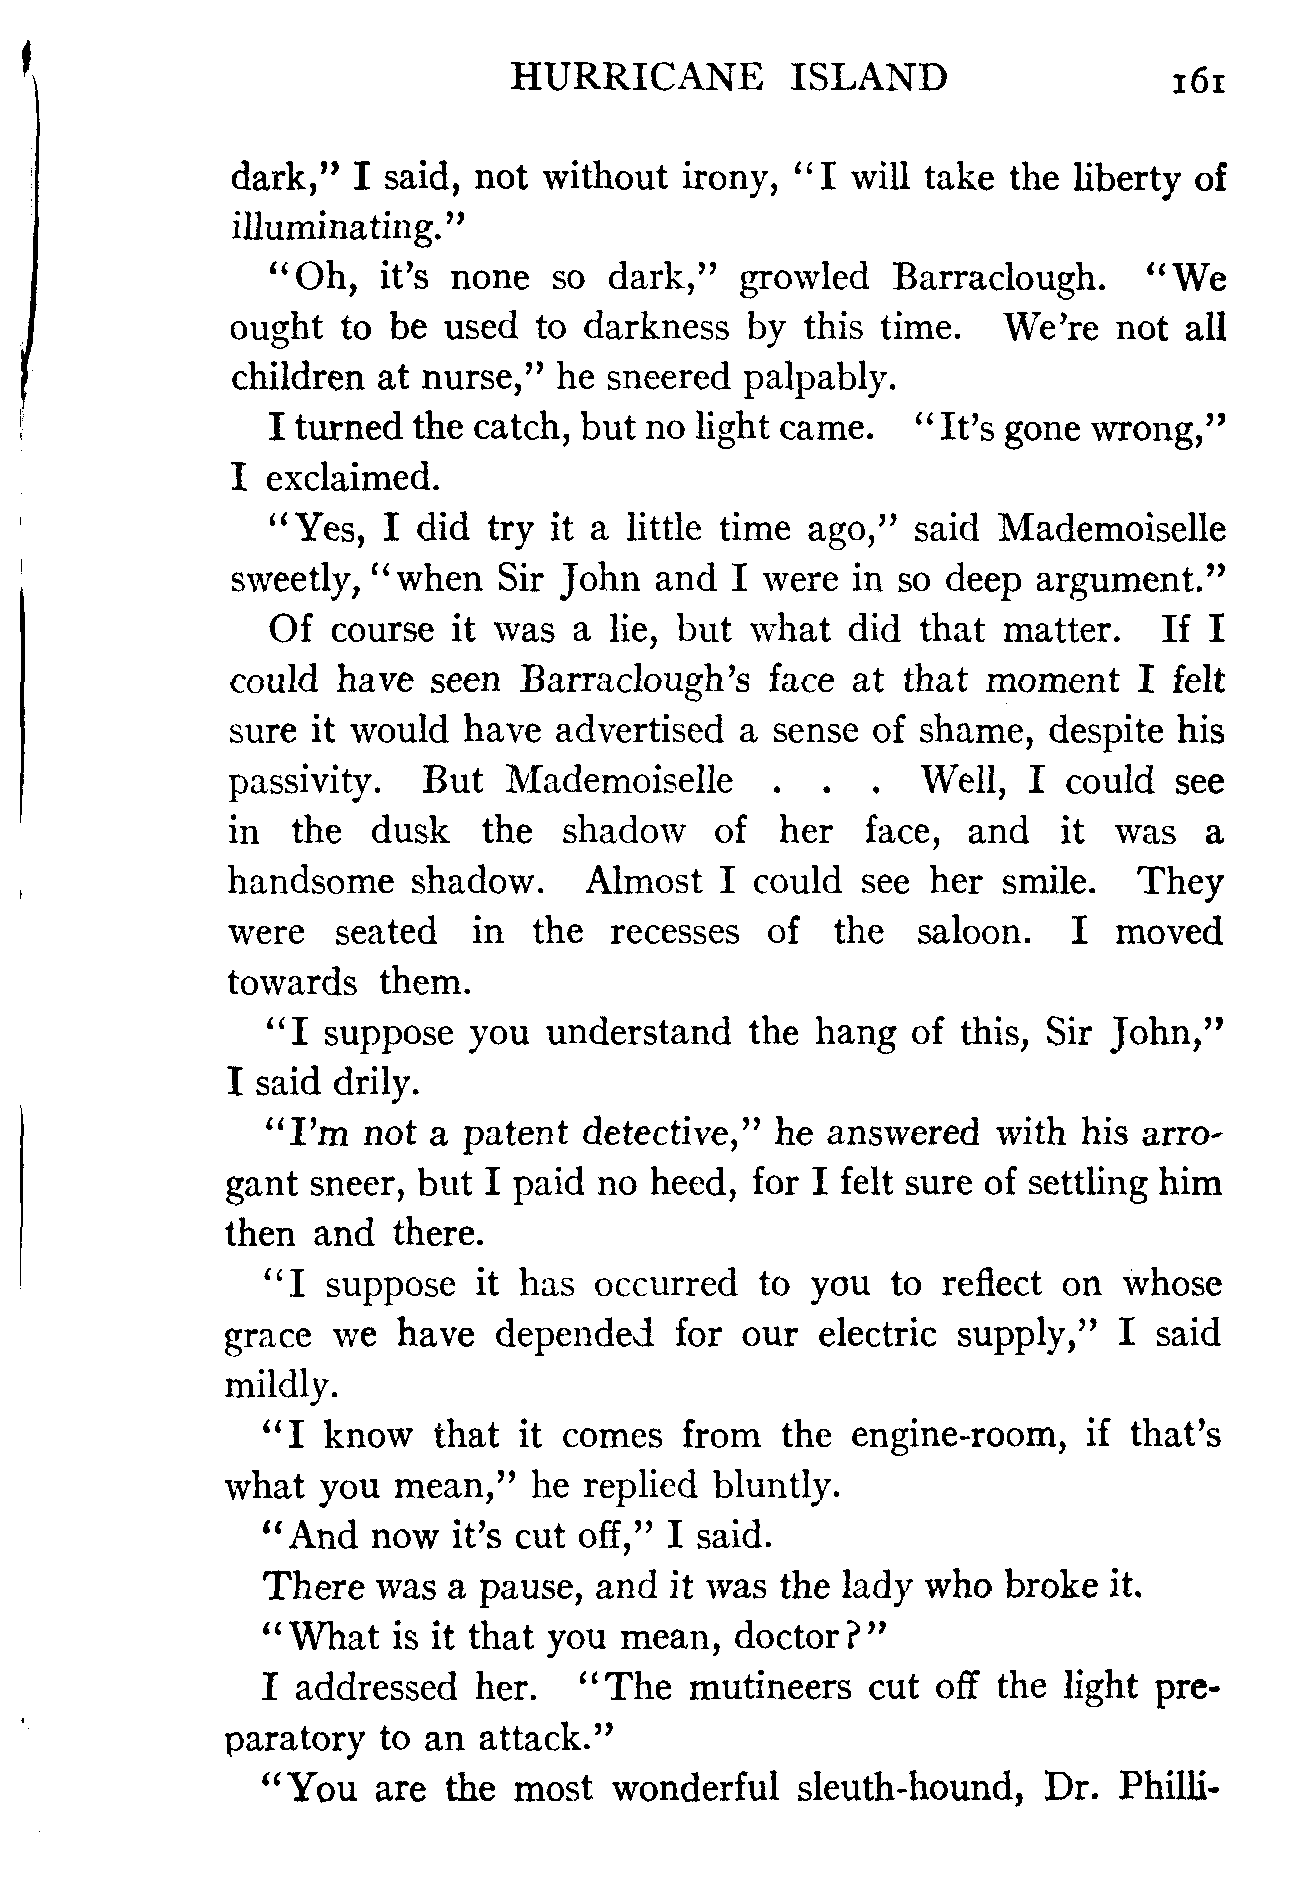 HURRICANE ISLAND 161
dark," I said, not without irony, "I will take the liberty of
illuminating."
"Oh, it's none so dark," growled Barraclough. "We
ought to be used to darkness by this time. We're not all
children at nurse," he sneered palpably.
I turned the catch, but no light came. "It's gone wrong,"
I exclaimed.
"Yes, I did try it a little time ago," said Mademoiselle
sweetly, "when Sir John and I were in so deep argument."
Of course it was a lie, but what did that matter. If I
could have seen Barraclough's face at that moment I felt
sure it would have advertised a sense of shame, despite his
passivity. But Mademoiselle . . . Well, I could see
in the dusk the shadow of her face, and it was a
handsome shadow. Almost I could see her smile. They
were seated in the recesses of the saloon. I moved
towards them.
"I suppose you understand the hang of this, Sir John,"
I said drily.
"I'm not a patent detective," he answered with his arro-
gant sneer, but I paid no heed, for I felt sure of settling him
then and there.
"I suppose it has occurred to you to reflect on whose
grace we have depended for our electric supply," I said
mildly.
"I know that it comes from the engine-room, if that's
what you mean," he replied bluntly.
"And now it's cut off," I said.
There was a pause, and it was the lady who broke it.
"What is it that you mean, doctor?"
I addressed her. "The mutineers cut off the light pre-
paratory to an attack."
"You are the most wonderful sleuth-hound, Dr. Philli-